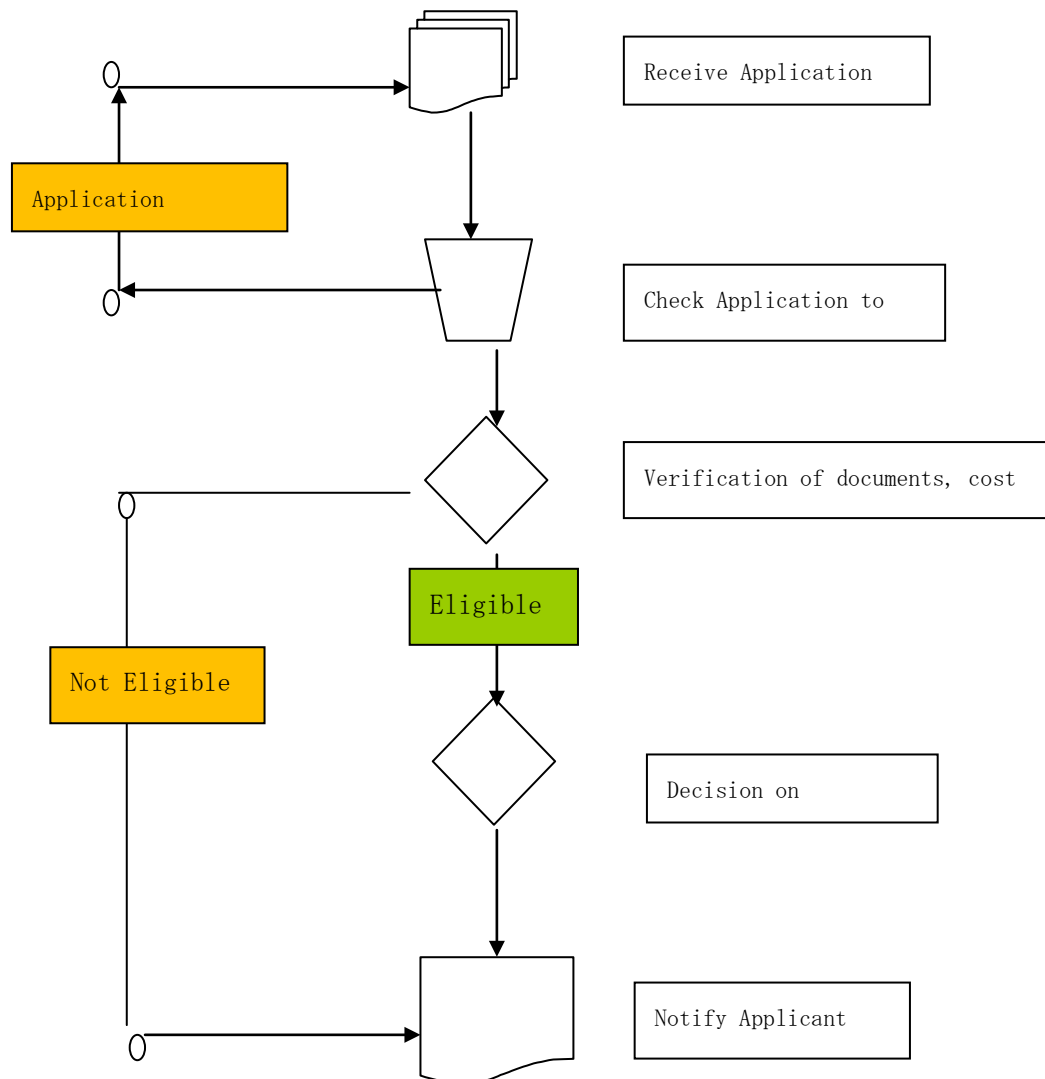 Receive Application
Application
Check Application to
Verification of documents, cost
Eligible
Not Eligible
Decision on
Notify Applicant